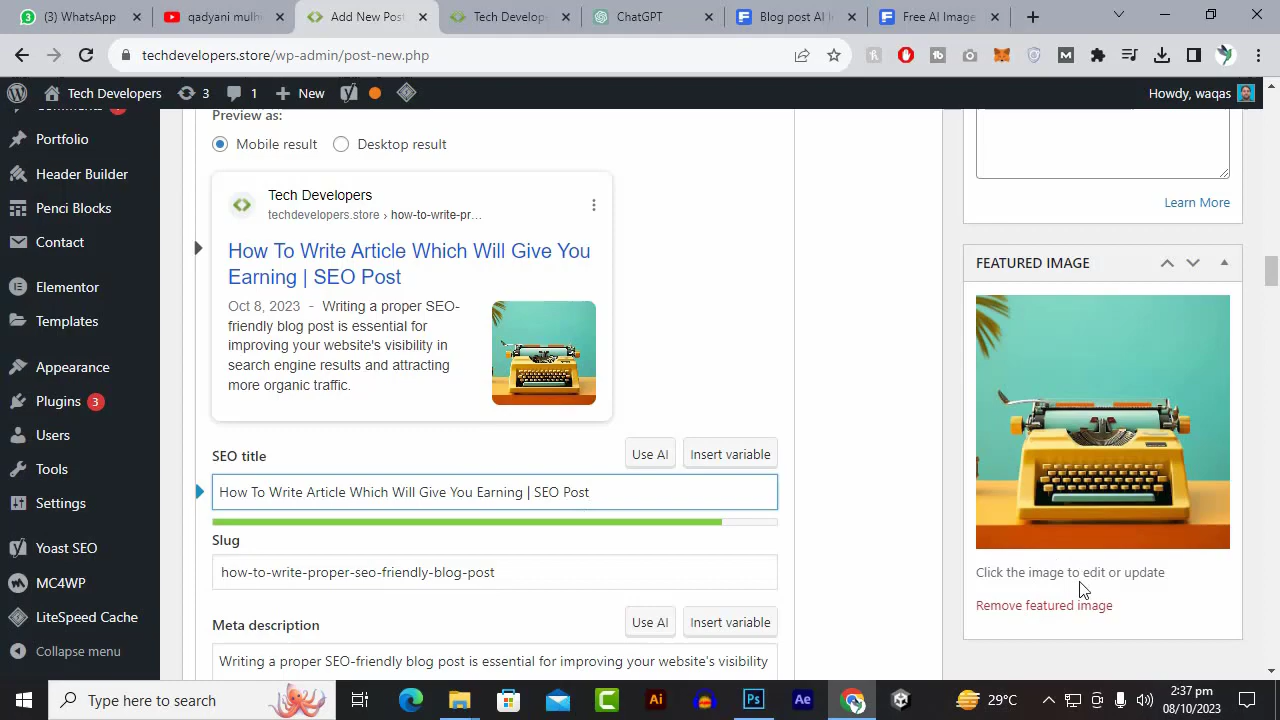 WhatsApp
qadyani mulh
Add New Post
Tech Develop
ChatGPT
Blog post AI I
Free AI Image
techdevelopers.store/wp-admin/post-new.php
Tech Developers
3
1
New
Howdy, waqas
Portfolio
Header Builder
Penci Blocks
Contact
Elementor
Templates
Appearance
Plugins 3
Users
Tools
Settings
Yoast SEO
MC4WP
LiteSpeed Cache
Collapse menu
Preview as:
Mobile result
Desktop result
Tech Developers
techdevelopers.store › how-to-write-pr…
How To Write Article Which Will Give You
Earning | SEO Post
Oct 8, 2023 - Writing a proper SEO-
friendly blog post is essential for
improving your website's visibility in
search engine results and attracting
more organic traffic.
SEO title
Use AI
Insert variable
How To Write Article Which Will Give You Earning | SEO Post
Slug
how-to-write-proper-seo-friendly-blog-post
Meta description
Use AI
Insert variable
Writing a proper SEO-friendly blog post is essential for improving your website's visibility
Learn More
FEATURED IMAGE
Click the image to edit or update
Remove featured image
Type here to search
29°C
2:37 pm
08/10/2023